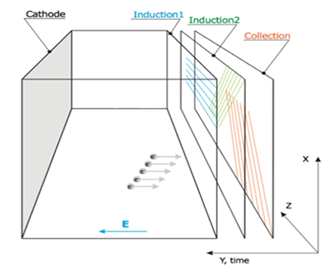 Cathode
Induction1
Induction2
Collection
X
Z
E
Y, time